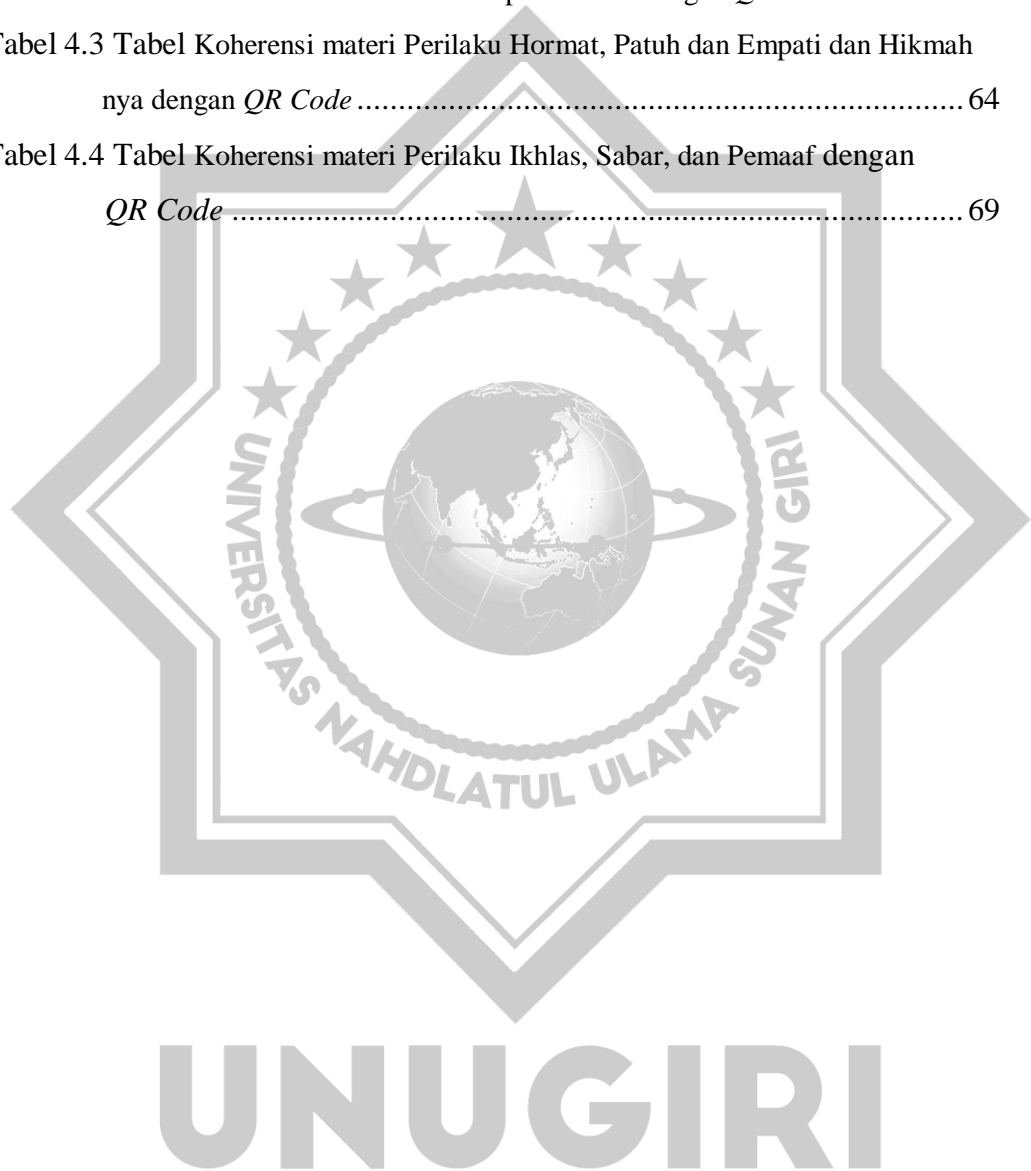 Tabel 4.3 Tabel Koherensi materi Perilaku Hormat, Patuh dan Empati dan Hikmah
nya dengan QR Code ........................................................................... 64
Tabel 4.4 Tabel Koherensi materi Perilaku Ikhlas, Sabar, dan Pemaaf dengan
QR Code ........................................................................................... 69
UNIVERSITAS NAHDLATUL ULAMA SUNAN GIRI
UNUGIRI